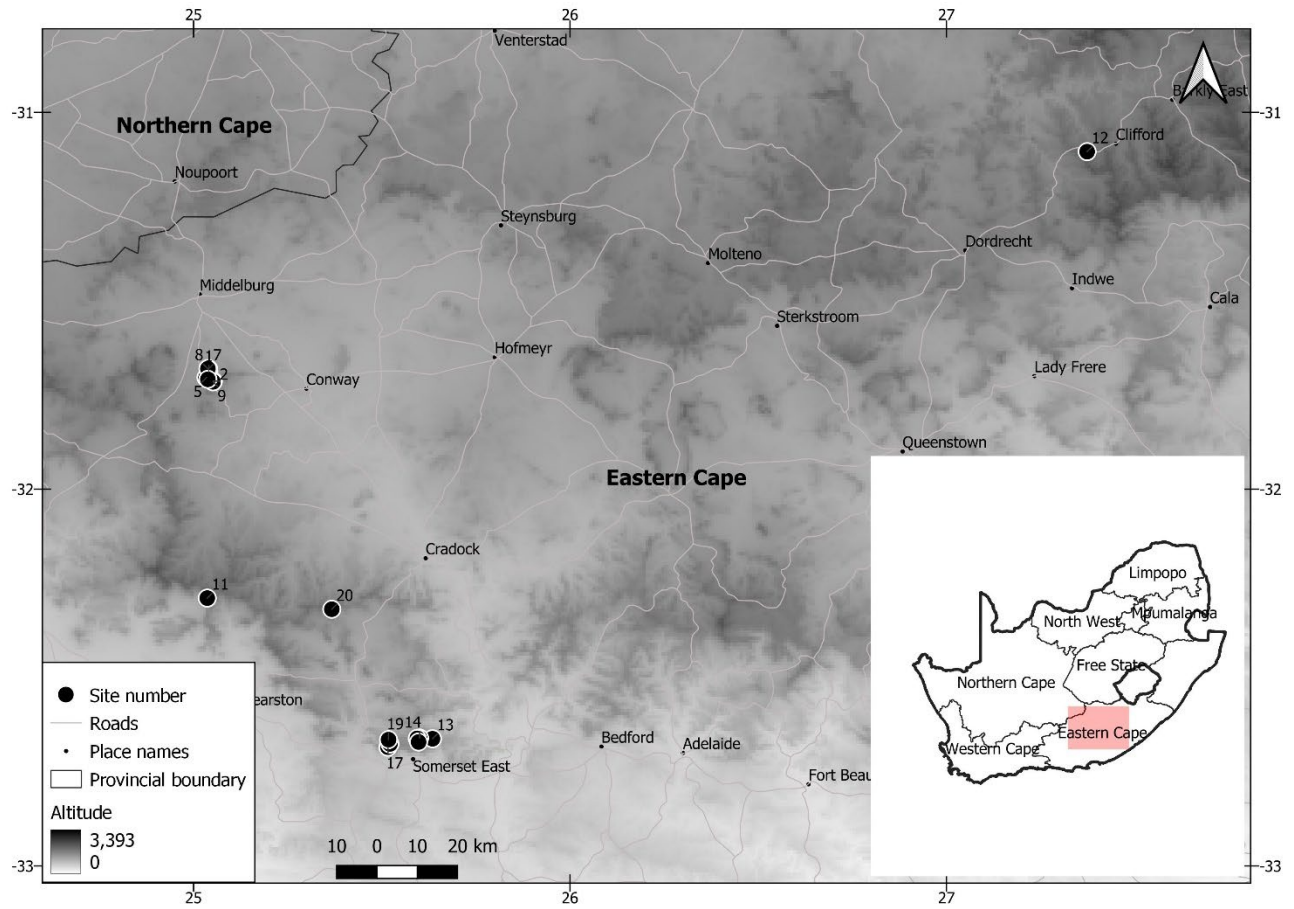 25
26
27
Venterstad
-31
-31
Northern Cape
Clifford
12
Noupoort
Steynsburg
Dordrecht
Molteno
Indwe
Middelburg
Cala
Sterkstroom
Hofmeyr
8 17
2
Conway
5
9
Lady Frere
Queenstown
Eastern Cape
-32
-32
Cradock
11
20
earston
19 14 13
17
Somerset East
Bedford
Adelaide
Fort Beau
Site number
Roads
Place names
Provincial boundary
Altitude
3,393
0
10 0 10 20 km
Limpopo
Mpumalanga
North West
Free State
Northern Cape
Eastern Cape
Western Cape
-33
-33
25
26
27